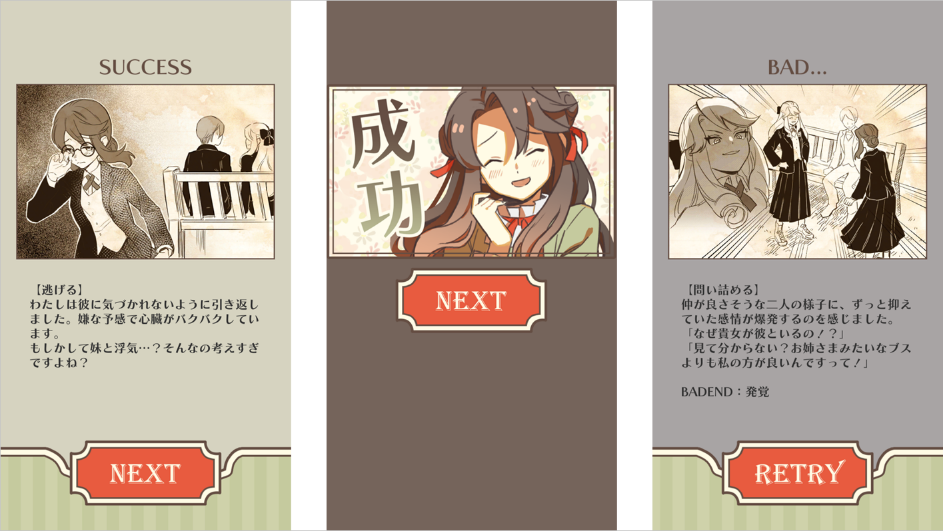 SUCCESS
【逃げる】
わたしは彼に気づかれないように引き返し
ました。嫌な予感で心臓がバクバクしてい
ます。
もしかして妹と浮気…？そんなの考えすぎ
ですよね？
NEXT
成功
NEXT
BAD...
【問い詰める】
仲が良さそうな二人の様子に、ずっと抑え
ていた感情が爆発するのを感じました。
「なぜ貴女が彼といるの！？」
「見て分からない？お姉さまみたいなブス
よりも私の方が良いんですって！」
BADEND：発覚
RETRY